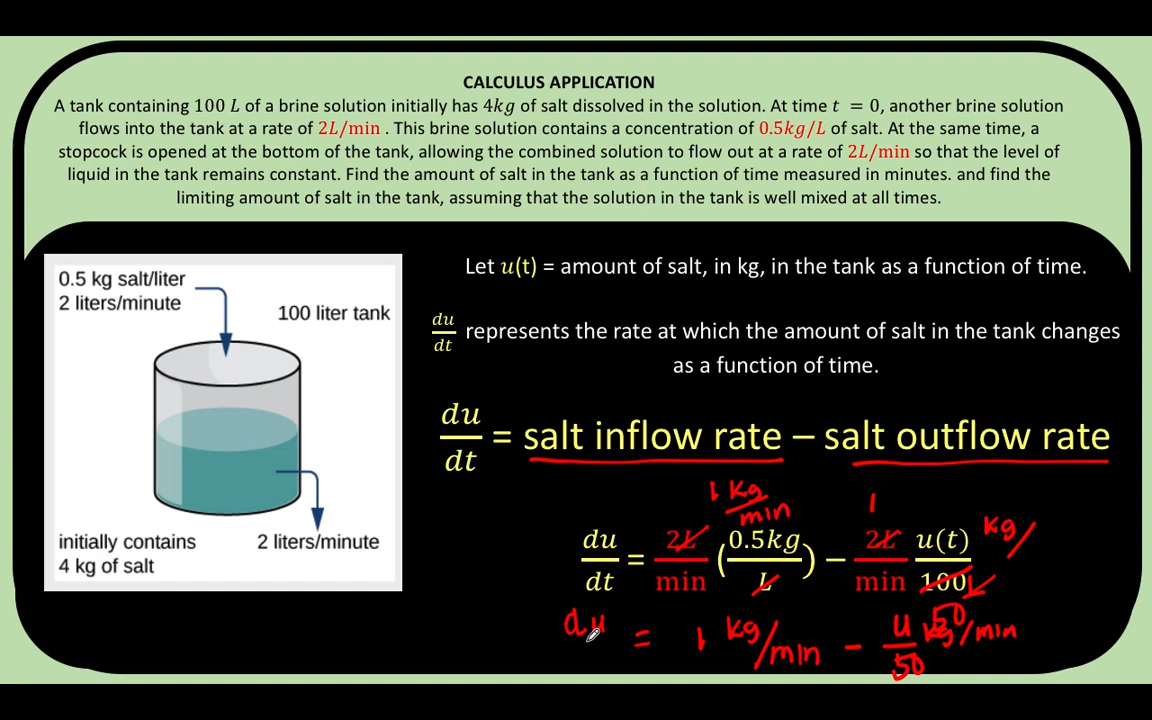 CALCULUS APPLICATION
A tank containing 100 L of a brine solution initially has 4kg of salt dissolved in the solution. At time t = 0, another brine solution
flows into the tank at a rate of 2L/min . This brine solution contains a concentration of 0.5kg/L of salt. At the same time, a
stopcock is opened at the bottom of the tank, allowing the combined solution to flow out at a rate of 2L/min so that the level of
liquid in the tank remains constant. Find the amount of salt in the tank as a function of time measured in minutes. and find the
limiting amount of salt in the tank, assuming that the solution in the tank is well mixed at all times.
0.5 kg salt/liter
2 liters/minute
100 liter tank
initially contains
4 kg of salt
2 liters/minute
Let u(t) = amount of salt, in kg, in the tank as a function of time.
du/dt represents the rate at which the amount of salt in the tank changes
as a function of time.
du/dt = salt inflow rate – salt outflow rate
1 kg/min 1
du/dt = 2L/min (0.5kg/L) − 2L/min u(t)/100L kg/
50
du = 1 kg/min − u/50 kg/min